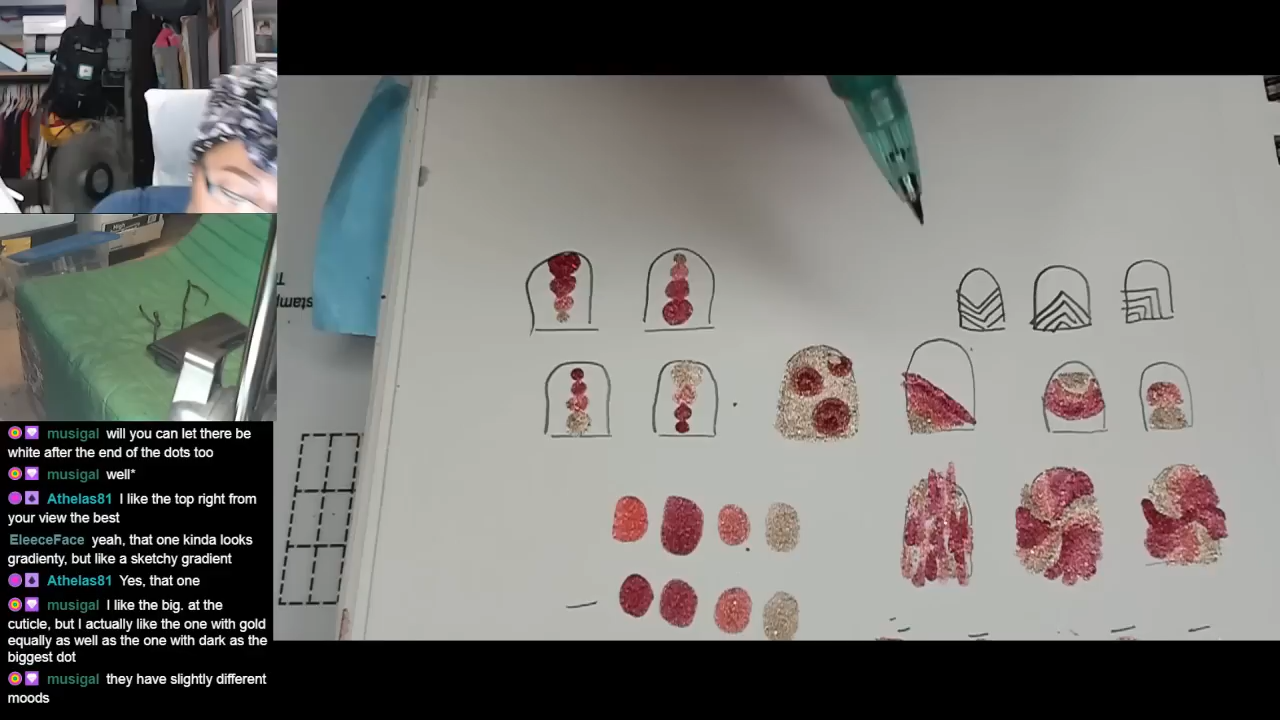 musigal will you can let there be
white after the end of the dots too
musigal well*
Athelas81 I like the top right from
your view the best
EleeceFace yeah, that one kinda looks
gradienty, but like a sketchy gradient
Athelas81 Yes, that one
musigal I like the big. at the
cuticle, but I actually like the one with gold
equally as well as the one with dark as the
biggest dot
musigal they have slightly different
moods
stamp